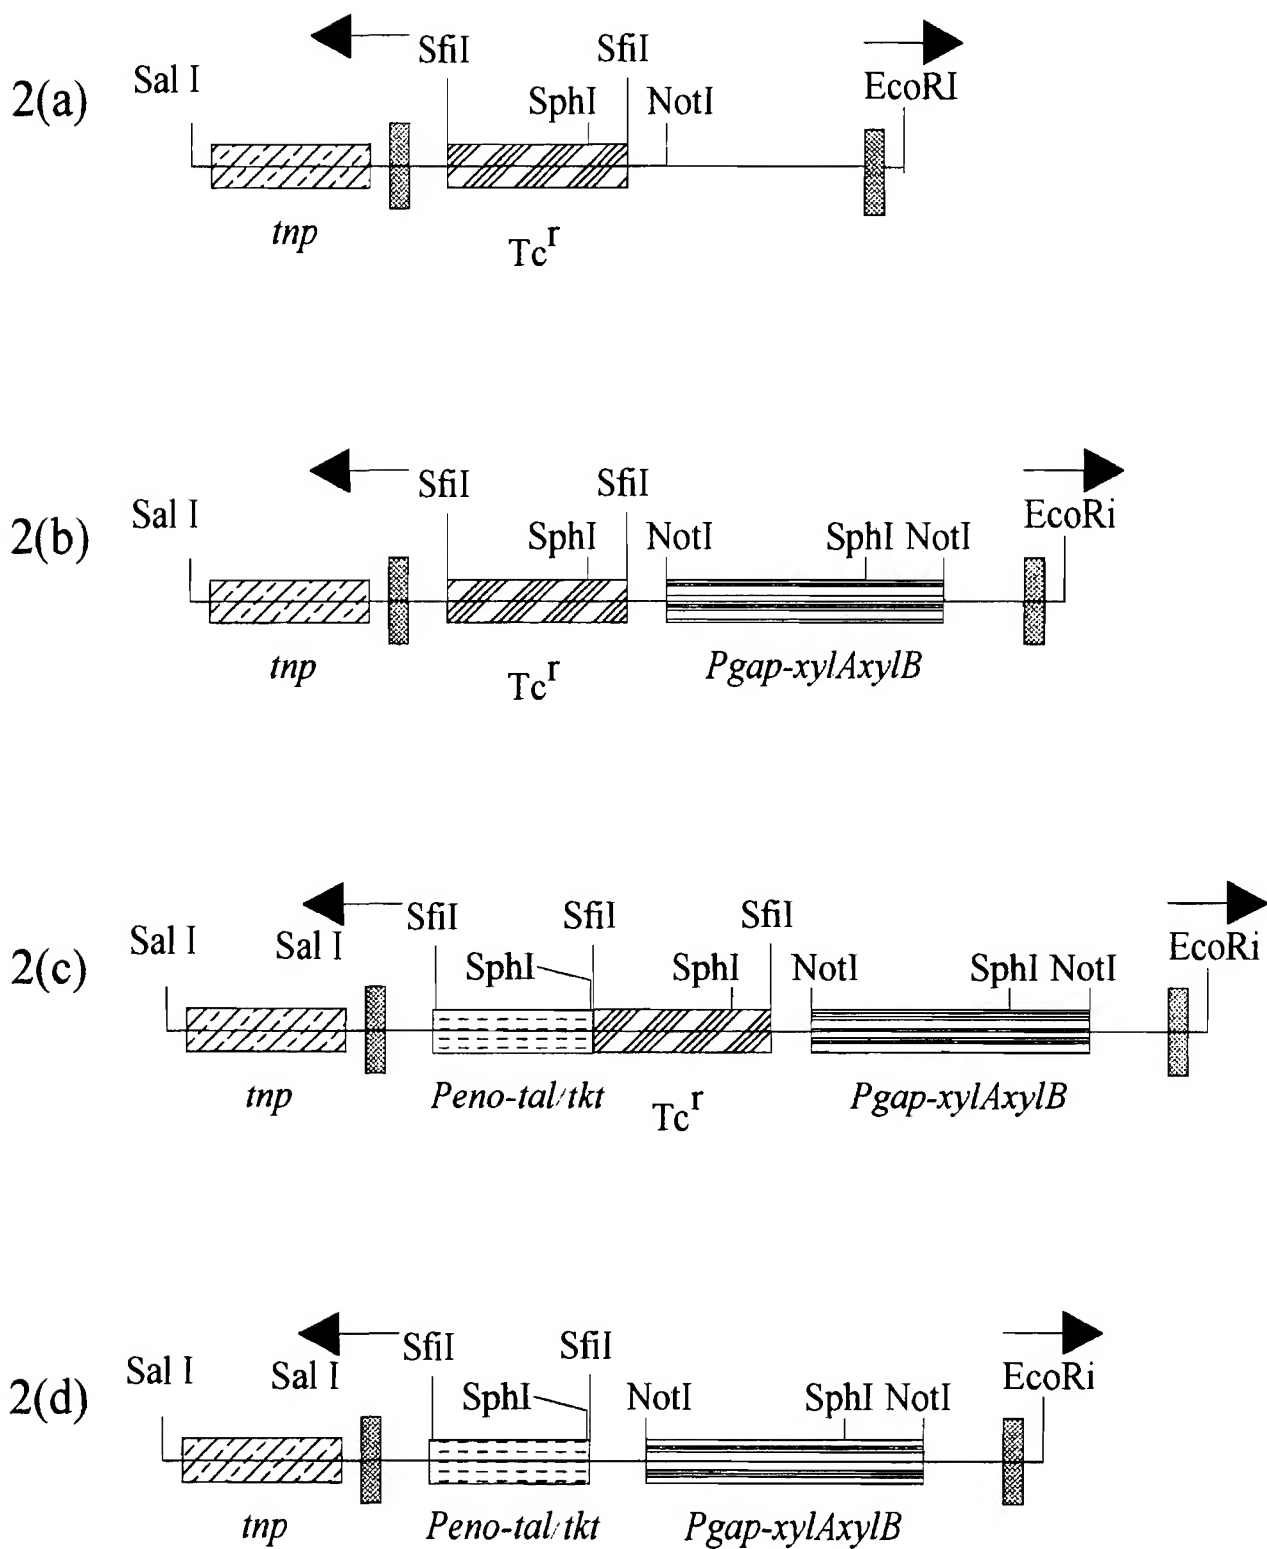 2(a)
Sal I
SfiI
SphI
SfiI
NotI
EcoRI
tnp
Tcʳ
2(b)
Sal I
SfiI
SphI
SfiI
NotI
SphI NotI
EcoRi
tnp
Tcʳ
Pgap-xylAxylB
2(c)
Sal I
Sal I
SfiI
SphI
SfiI
SphI
SfiI
NotI
SphI NotI
EcoRi
tnp
Peno-tal/tkt
Tcʳ
Pgap-xylAxylB
2(d)
Sal I
Sal I
SfiI
SphI
SfiI
NotI
SphI NotI
EcoRi
tnp
Peno-tal/tkt
Pgap-xylAxylB